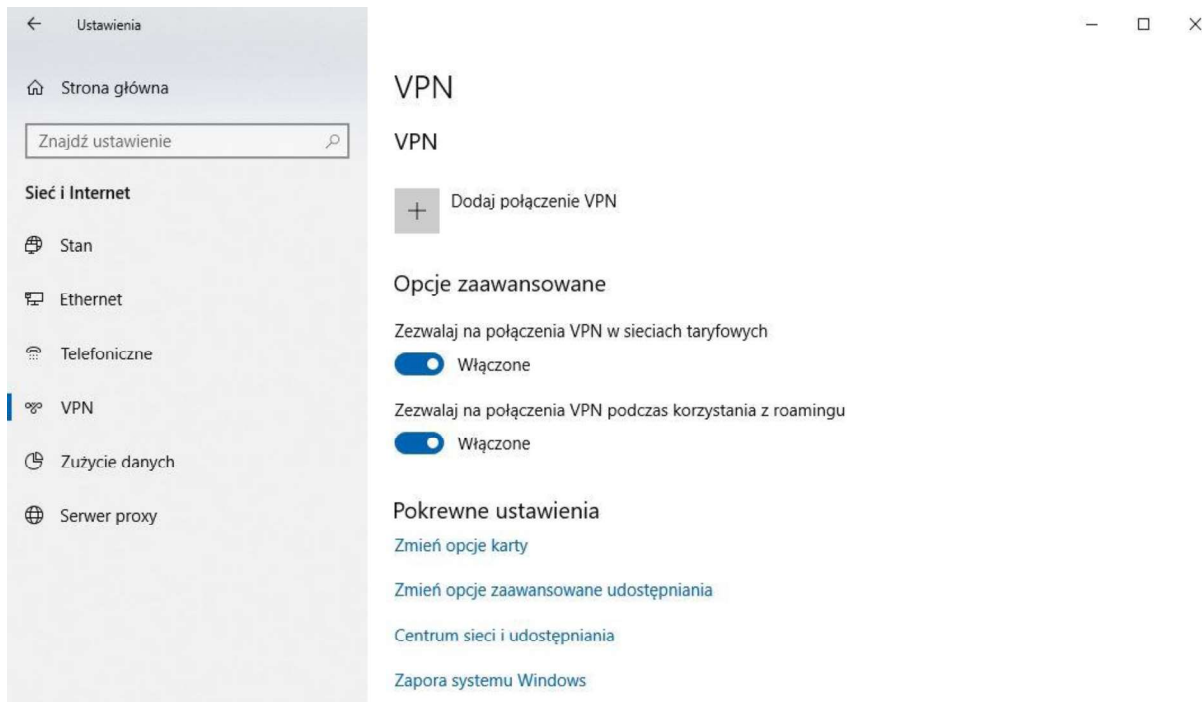 Ustawienia
Strona główna
Znajdź ustawienie
Sieć i Internet
Stan
Ethernet
Telefoniczne
VPN
Zużycie danych
Serwer proxy
VPN
VPN
Dodaj połączenie VPN
Opcje zaawansowane
Zezwalaj na połączenia VPN w sieciach taryfowych
Włączone
Zezwalaj na połączenia VPN podczas korzystania z roamingu
Włączone
Pokrewne ustawienia
Zmień opcje karty
Zmień opcje zaawansowane udostępniania
Centrum sieci i udostępniania
Zapora systemu Windows